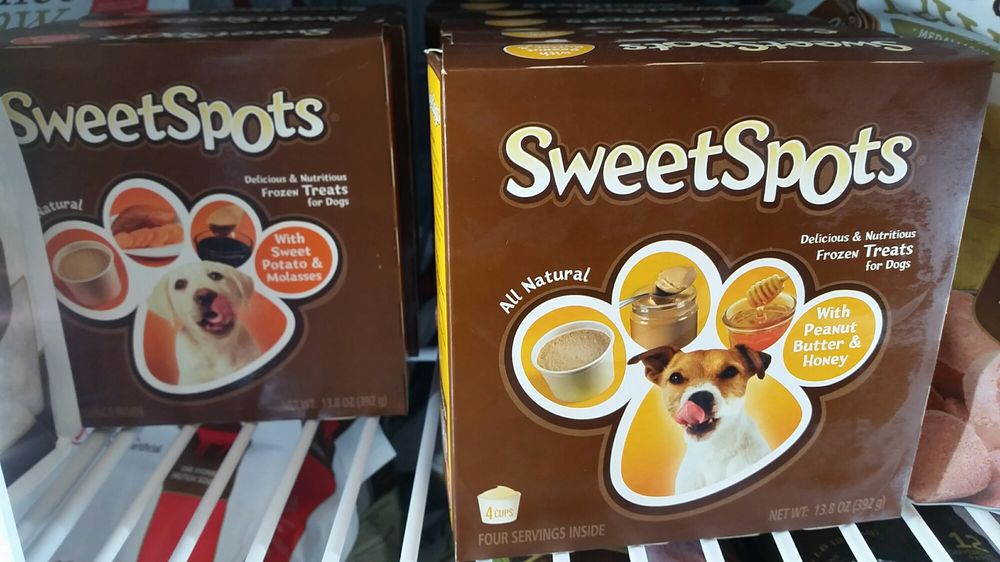 SweetSpots
Delicious & Nutritious
Frozen Treats
for Dogs
With
Sweet
Potato &
Molasses
NET WT: 13.8 OZ (392 g)
SweetSpots
SweetSpots
Delicious & Nutritious
Frozen Treats
for Dogs
All Natural
With
Peanut
Butter &
Honey
4 CUPS
FOUR SERVINGS INSIDE
NET WT: 13.8 OZ (392 g)